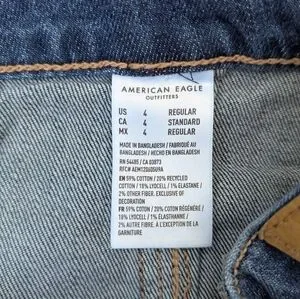 AMERICAN EAGLE
OUTFITTERS
US 4 REGULAR
CA 4 STANDARD
MX 4 REGULAR
MADE IN BANGLADESH / FABRIQUÉ AU
BANGLADESH / HECHO EN BANGLADESH
RN 54485 / CA 03873
RFC# AEM1206050H9A
EN 59% COTTON / 20% RECYCLED
COTTON / 18% LYOCELL / 1% ELASTANE /
2% OTHER FIBER. EXCLUSIVE OF
DECORATION
FR 59% COTON / 20% COTON RÉGÉNÉRÉ /
18% LYOCELL / 1% ÉLASTHANNE /
2% AUTRE FIBRE. À L'EXCEPTION DE LA
GARNITURE